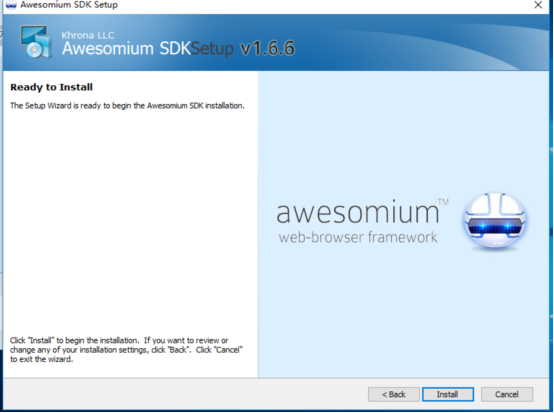 Awesomium SDK Setup
Khrona LLC
Awesomium SDKSetup v1.6.6
Ready to Install
The Setup Wizard is ready to begin the Awesomium SDK installation.
awesomium™
web-browser framework
Click "Install" to begin the installation. If you want to review or
change any of your installation settings, click "Back". Click "Cancel"
to exit the wizard.
< Back
Install
Cancel